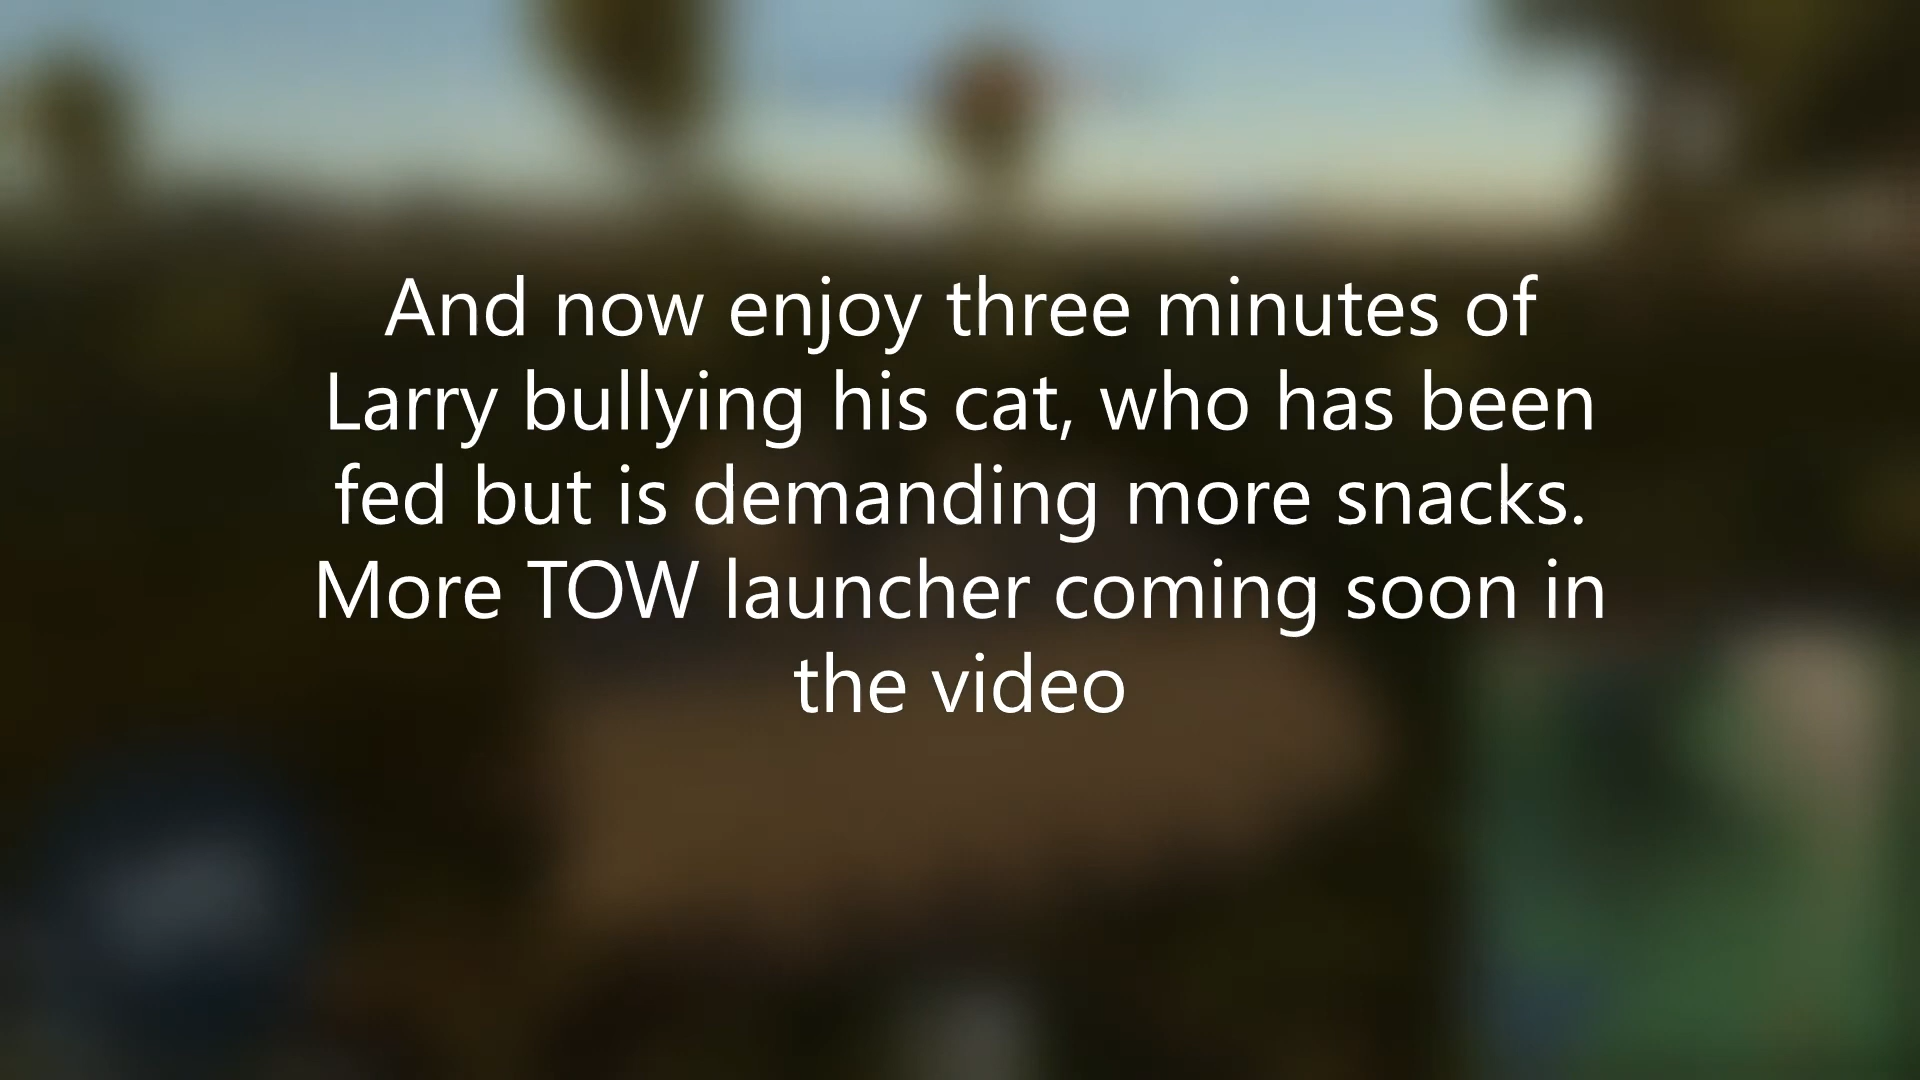 And now enjoy three minutes of
Larry bullying his cat, who has been
fed but is demanding more snacks.
More TOW launcher coming soon in
the video